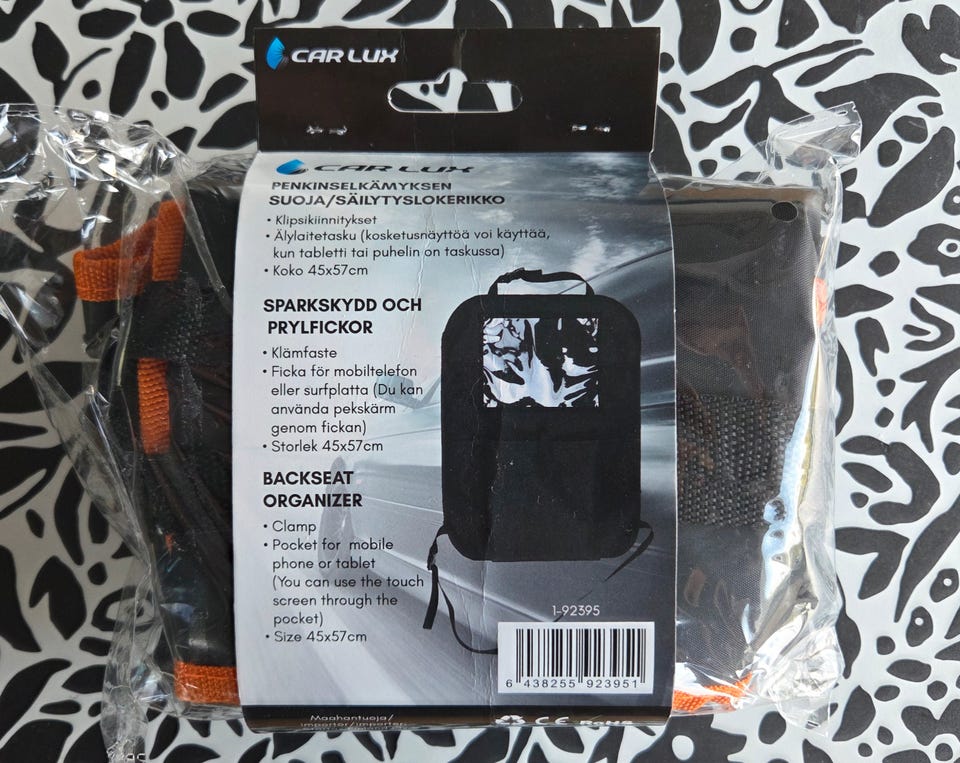 CAR LUX
CAR LUX
PENKINSELKÄMYKSEN
SUOJA/SÄILYTYSLOKERIKKO
• Klipsikiinnitykset
• Älylaitetasku (kosketusnäyttöä voi käyttää,
kun tabletti tai puhelin on taskussa)
• Koko 45x57cm
SPARKSKYDD OCH
PRYLFICKOR
• Klämfaste
• Ficka för mobiltelefon
eller surfplatta (Du kan
använda pekskärm
genom fickan)
• Storlek 45x57cm
BACKSEAT
ORGANIZER
• Clamp
• Pocket for mobile
phone or tablet
(You can use the touch
screen through the
pocket)
• Size 45x57cm
1-92395
6 438255 923951
Maahantuoja/
CE